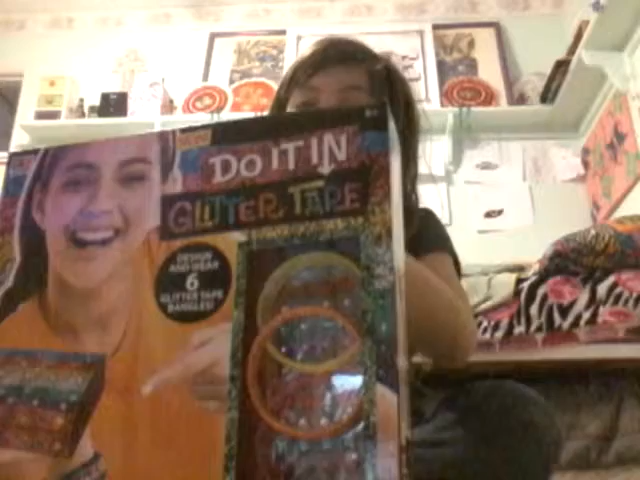 DO IT IN
GLITTER TAPE
DESIGN
AND WEAR
6
GLITTER TAPE
BANGLES!